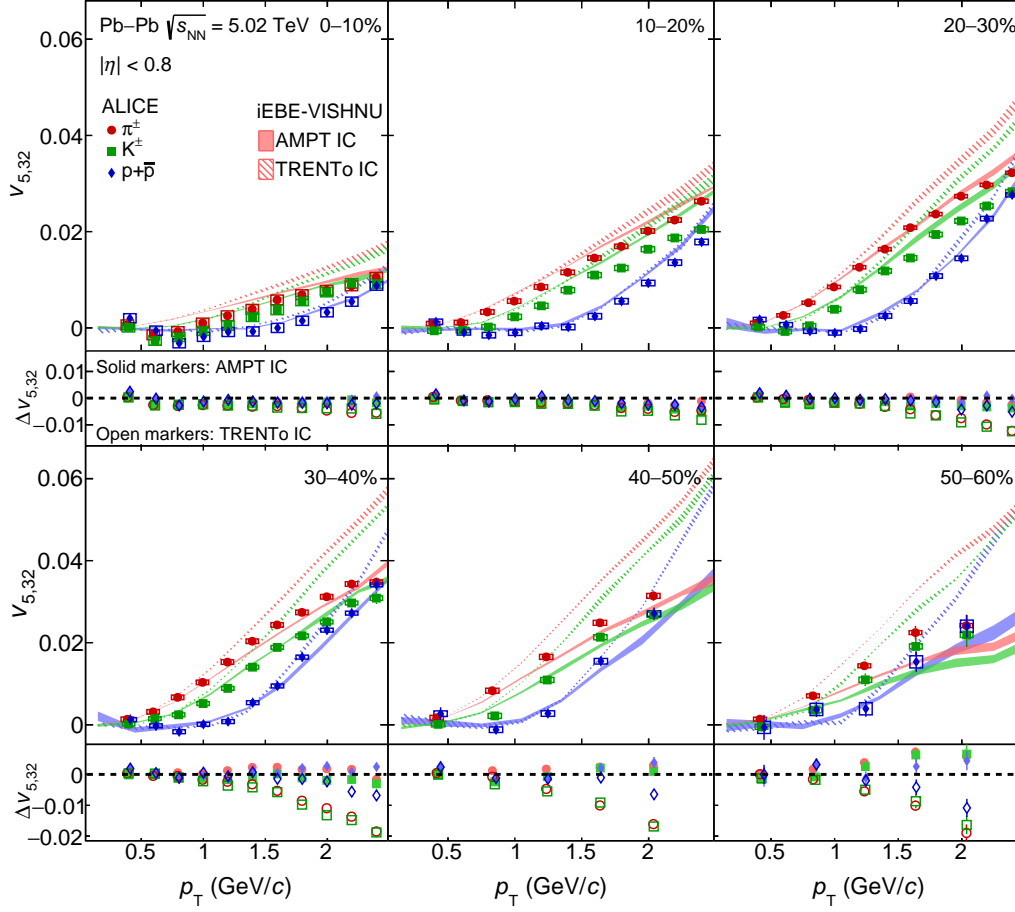 Pb–Pb √s_NN = 5.02 TeV 0–10%
|η| < 0.8
ALICE
π±
K±
p+p̅
iEBE-VISHNU
AMPT IC
TRENTo IC
10–20%
20–30%
v5,32
0.06
0.04
0.02
0
Δv5,32
0.01
0
−0.01
Solid markers: AMPT IC
Open markers: TRENTo IC
30–40%
40–50%
50–60%
v5,32
0.06
0.04
0.02
0
Δv5,32
0
−0.01
−0.02
0.5 1 1.5 2
0.5 1 1.5 2
0.5 1 1.5 2
pT (GeV/c)
pT (GeV/c)
pT (GeV/c)